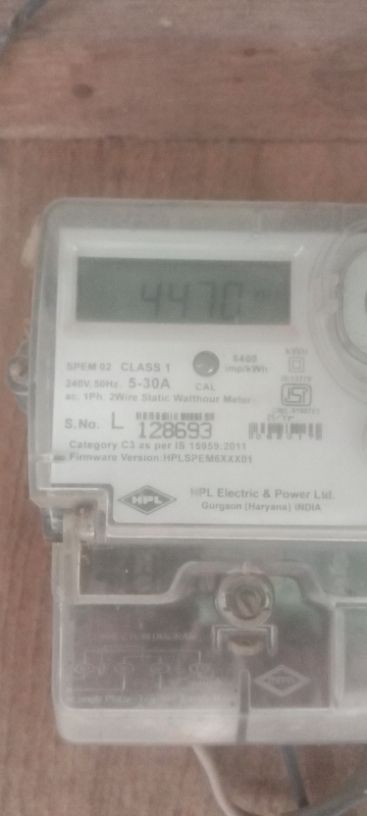 4470
SPEM 02 CLASS 1
6400
imp/kWh
kWh
240V, 50Hz. 5-30A
CAL
ac. 1Ph. 2Wire Static Watthour Meter
S.No. L 128693
Category C3 as per IS 15959:2011
Firmware Version:HPLSPEM6XXX01
HPL
HPL Electric & Power Ltd.
Gurgaon (Haryana) INDIA